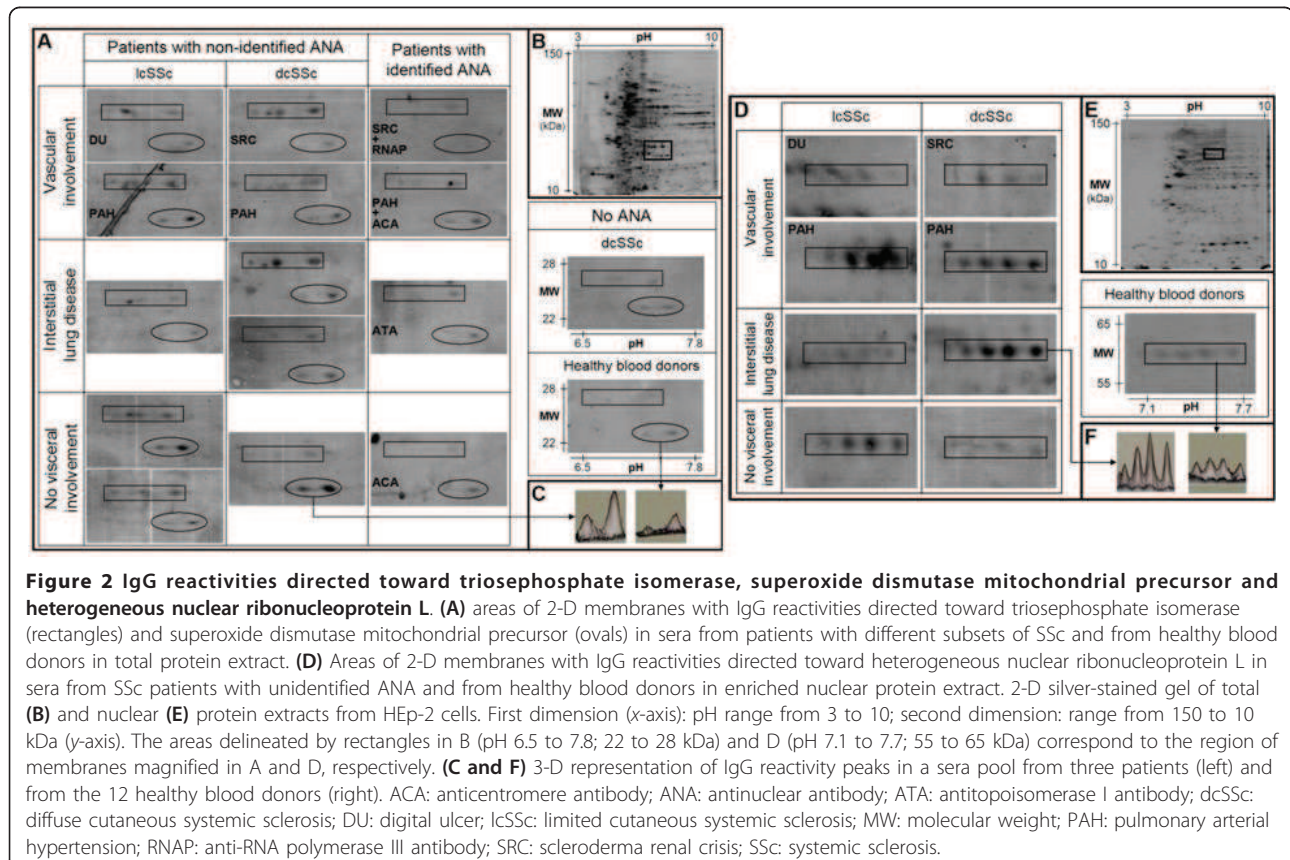 A
Patients with non-identified ANA
Patients with identified ANA
lcSSc
dcSSc
Vascular involvement
DU
SRC
SRC + RNAP
PAH
PAH
PAH + ACA
Interstitial lung disease
ATA
No visceral involvement
ACA
B
3
pH
10
150
MW (kDa)
10
No ANA
dcSSc
28
MW
22
6.5
pH
7.8
Healthy blood donors
28
MW
22
6.5
pH
7.8
C
D
lcSSc
dcSSc
Vascular involvement
DU
SRC
PAH
PAH
Interstitial lung disease
No visceral involvement
E
3
pH
10
150
MW (kDa)
10
Healthy blood donors
65
MW
55
7.1
pH
7.7
F
Figure 2 IgG reactivities directed toward triosephosphate isomerase, superoxide dismutase mitochondrial precursor and
heterogeneous nuclear ribonucleoprotein L. (A) areas of 2-D membranes with IgG reactivities directed toward triosephosphate isomerase
(rectangles) and superoxide dismutase mitochondrial precursor (ovals) in sera from patients with different subsets of SSc and from healthy blood
donors in total protein extract. (D) Areas of 2-D membranes with IgG reactivities directed toward heterogeneous nuclear ribonucleoprotein L in
sera from SSc patients with unidentified ANA and from healthy blood donors in enriched nuclear protein extract. 2-D silver-stained gel of total
(B) and nuclear (E) protein extracts from HEp-2 cells. First dimension (x-axis): pH range from 3 to 10; second dimension: range from 150 to 10
kDa (y-axis). The areas delineated by rectangles in B (pH 6.5 to 7.8; 22 to 28 kDa) and D (pH 7.1 to 7.7; 55 to 65 kDa) correspond to the region of
membranes magnified in A and D, respectively. (C and F) 3-D representation of IgG reactivity peaks in a sera pool from three patients (left) and
from the 12 healthy blood donors (right). ACA: anticentromere antibody; ANA: antinuclear antibody; ATA: antitopoisomerase I antibody; dcSSc:
diffuse cutaneous systemic sclerosis; DU: digital ulcer; lcSSc: limited cutaneous systemic sclerosis; MW: molecular weight; PAH: pulmonary arterial
hypertension; RNAP: anti-RNA polymerase III antibody; SRC: scleroderma renal crisis; SSc: systemic sclerosis.